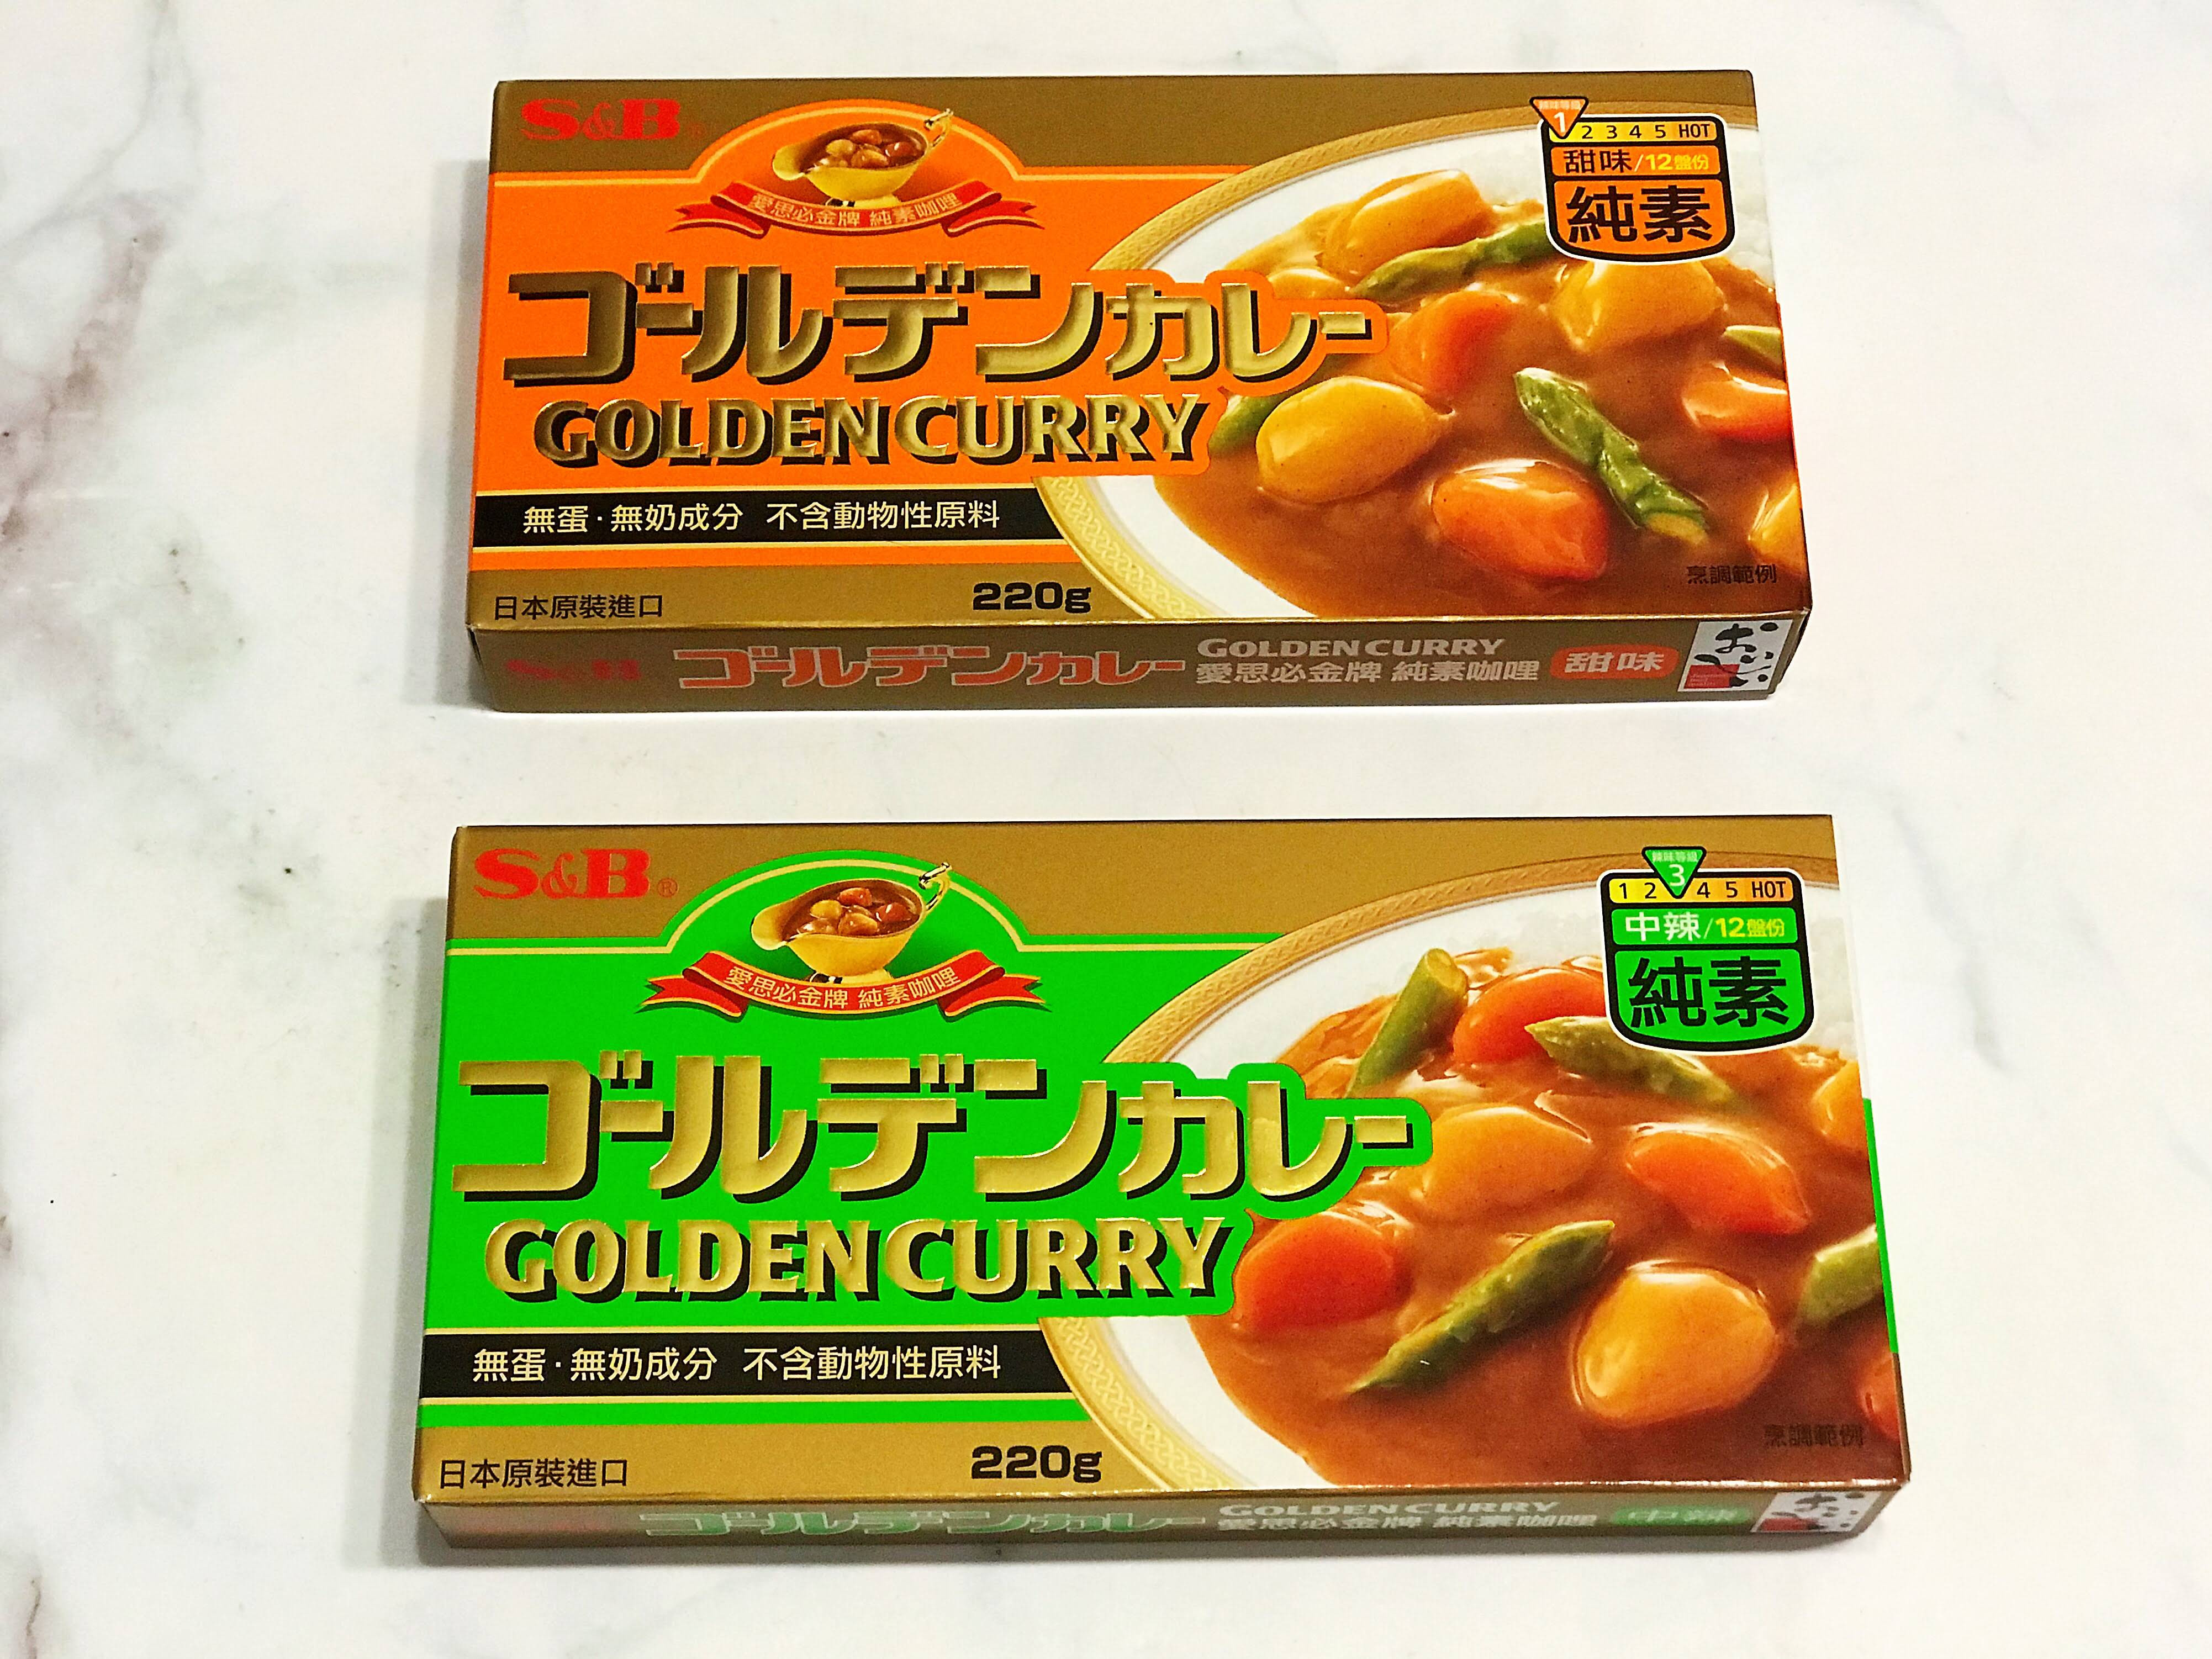 S&B
愛思必金牌 純素咖哩
辣味等級
1 2 3 4 5 HOT
甜味/12盤份
純素
ゴールデンカレー
GOLDEN CURRY
無蛋·無奶成分 不含動物性原料
日本原裝進口
220g
烹調範例
S&B ゴールデンカレー
GOLDEN CURRY
愛思必金牌 純素咖哩
甜味
おいしい
S&B®
愛思必金牌 純素咖哩
辣味等級
1 2 3 4 5 HOT
中辣/12盤份
純素
ゴールデンカレー
GOLDEN CURRY
無蛋·無奶成分 不含動物性原料
日本原裝進口
220g
烹調範例
ゴールデンカレー
GOLDEN CURRY
愛思必金牌 純素咖哩
中辣